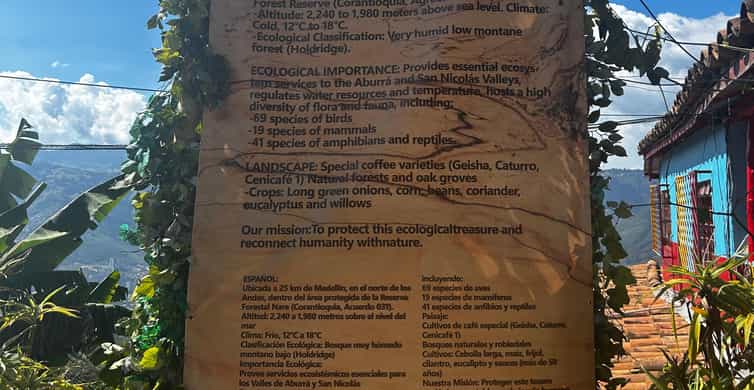 Forest Reserve (Corantioquia, Agre
-Altitude: 2,240 to 1,980 meters above sea level. Climate:
Cold, 12°C to 18°C.
-Ecological Classification: Very humid low montane
forest (Holdridge).
ECOLOGICAL IMPORTANCE: Provides essential ecosys-
tem services to the Aburrá and San Nicolás Valleys,
regulates water resources and temperature, hosts a high
diversity of flora and fauna, including:
-69 species of birds
-19 species of mammals
-41 species of amphibians and reptiles.
LANDSCAPE: Special coffee varieties (Geisha, Caturro,
Cenicafé 1) Natural forests and oak groves
-Crops: Long green onions, corn, beans, coriander,
eucalyptus and willows
Our mission:To protect this ecologicaltreasure and
reconnect humanity withnature.
ESPAÑOL:
Ubicada a 25 km de Medellín, en el norte de los
Andes, dentro del área protegida de la Reserva
Forestal Nare (Corantioquia, Acuerdo 031).
Altitud: 2,240 a 1,980 metros sobre el nivel del
mar
Clima: Frío, 12°C a 18°C
Clasificación Ecológica: Bosque muy húmedo
montano bajo (Holdridge)
Importancia Ecológica:
Provee servicios ecosistémicos esenciales para
los Valles de Aburrá y San Nicolás
incluyendo:
69 especies de aves
19 especies de mamíferos
41 especies de anfibios y reptiles
Paisaje:
Cultivos de café especial (Geisha, Caturro,
Cenicafé 1)
Bosques naturales y robledales
Cultivos: Cebolla larga, maíz, frijol,
cilantro, eucalipto y sauces (más de 50
años)
Nuestra Misión: Proteger este tesoro